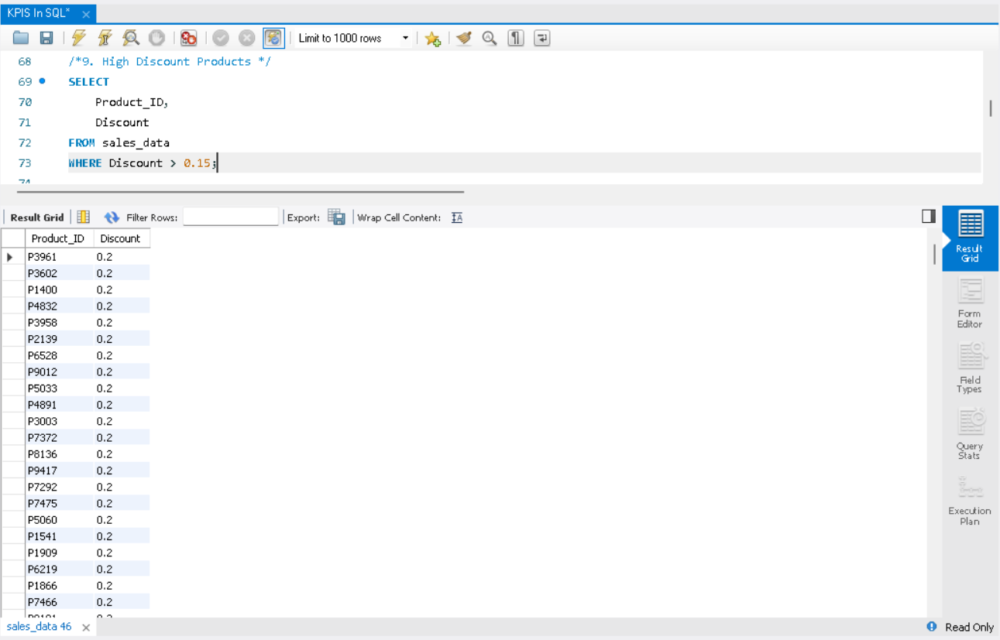 KPIS In SQL*
Limit to 1000 rows
68 /*9. High Discount Products */
69 SELECT
70 Product_ID,
71 Discount
72 FROM sales_data
73 WHERE Discount > 0.15;
74
Result Grid Filter Rows: Export: Wrap Cell Content:
Product_ID Discount
P3961 0.2
P3602 0.2
P1400 0.2
P4832 0.2
P3958 0.2
P2139 0.2
P6528 0.2
P9012 0.2
P5033 0.2
P4891 0.2
P3003 0.2
P7372 0.2
P8136 0.2
P9417 0.2
P7292 0.2
P7475 0.2
P5060 0.2
P1541 0.2
P1909 0.2
P6219 0.2
P1866 0.2
P7466 0.2
Result
Grid
Form
Editor
Field
Types
Query
Stats
Execution
Plan
sales_data 46
Read Only